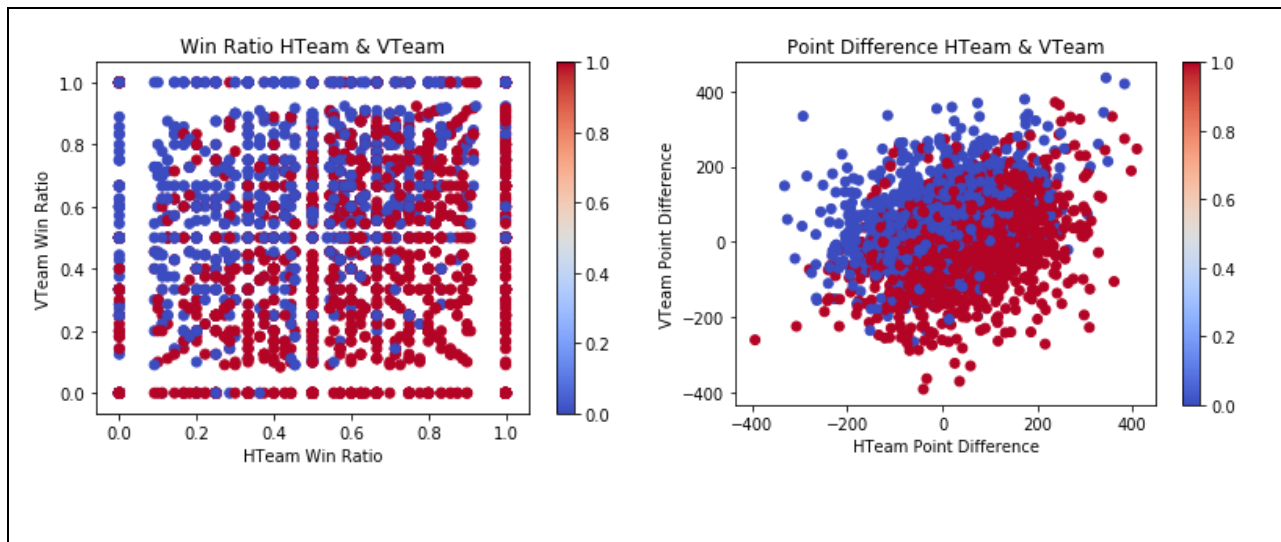 Win Ratio HTeam & VTeam
1.0
0.8
0.6
0.4
0.2
0.0
VTeam Win Ratio
0.0 0.2 0.4 0.6 0.8 1.0
HTeam Win Ratio
1.0
0.8
0.6
0.4
0.2
0.0
Point Difference HTeam & VTeam
400
200
0
−200
−400
VTeam Point Difference
−400 −200 0 200 400
HTeam Point Difference
1.0
0.8
0.6
0.4
0.2
0.0